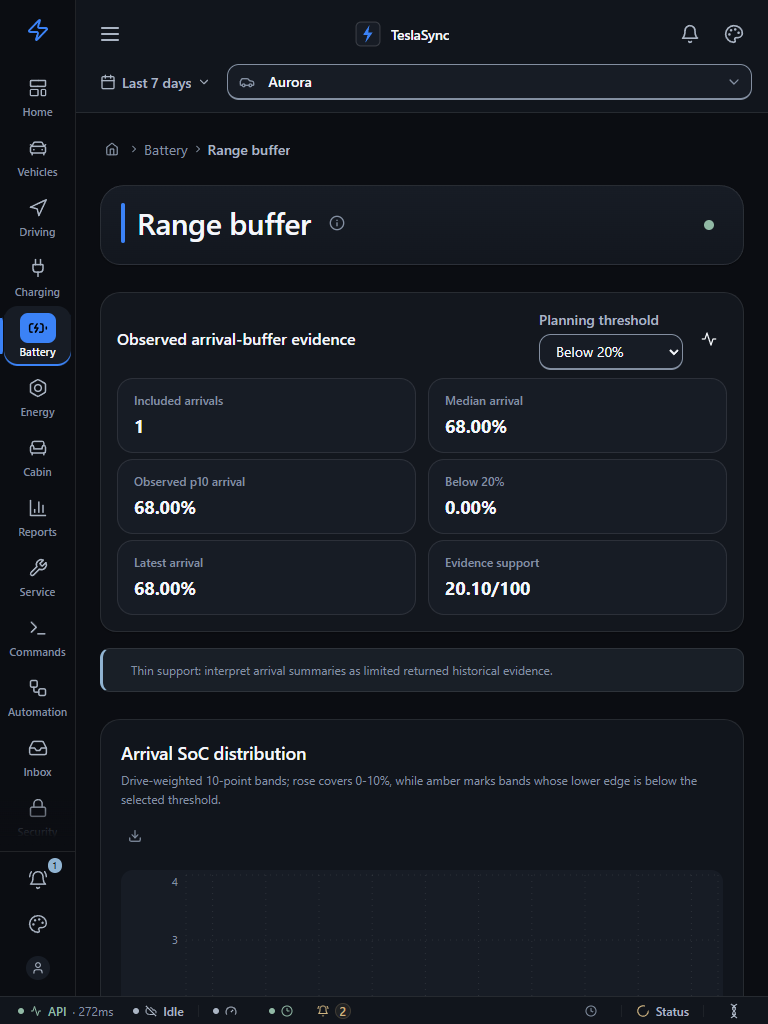 TeslaSync
Last 7 days
Aurora
Home
Vehicles
Driving
Charging
Battery
Energy
Cabin
Reports
Service
Commands
Automation
Inbox
Security
1
Battery
Range buffer
Range buffer
Observed arrival-buffer evidence
Planning threshold
Below 20%
Included arrivals
1
Median arrival
68.00%
Observed p10 arrival
68.00%
Below 20%
0.00%
Latest arrival
68.00%
Evidence support
20.10/100
Thin support: interpret arrival summaries as limited returned historical evidence.
Arrival SoC distribution
Drive-weighted 10-point bands; rose covers 0-10%, while amber marks bands whose lower edge is below the
selected threshold.
4
3
API · 272ms
Idle
2
Status